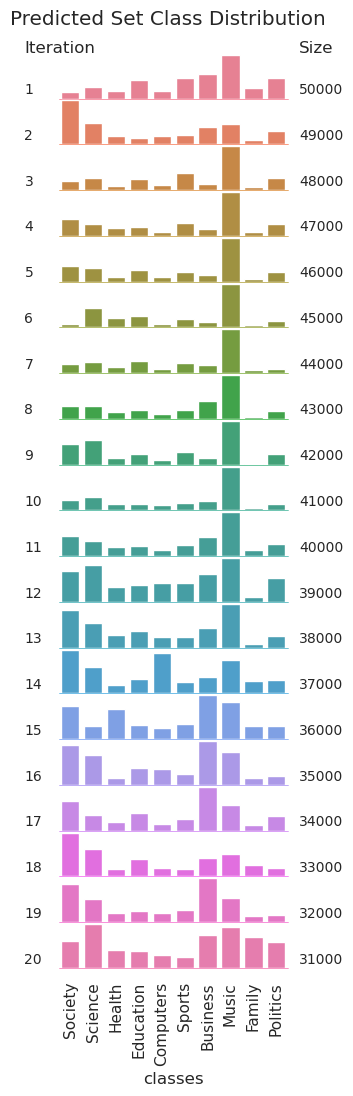 Predicted Set Class Distribution
Iteration Size
1 50000
2 49000
3 48000
4 47000
5 46000
6 45000
7 44000
8 43000
9 42000
10 41000
11 40000
12 39000
13 38000
14 37000
15 36000
16 35000
17 34000
18 33000
19 32000
20 31000
Society
Science
Health
Education
Computers
Sports
Business
Music
Family
Politics
classes